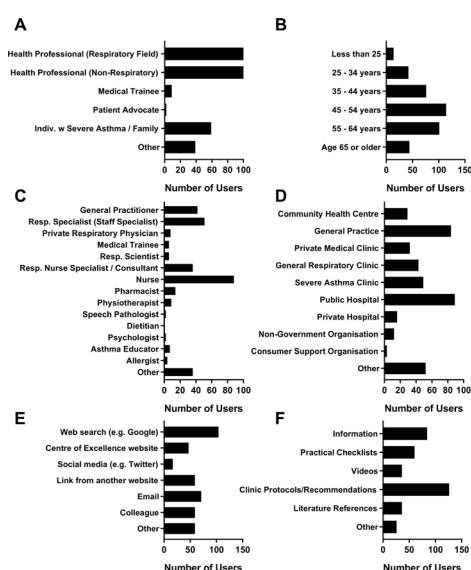 A
Health Professional (Respiratory Field)
Health Professional (Non-Respiratory)
Medical Trainee
Patient Advocate
Indiv. w Severe Asthma / Family
Other
0 20 40 60 80 100
Number of Users
B
Less than 25
25 - 34 years
35 - 44 years
45 - 54 years
55 - 64 years
Age 65 or older
0 50 100 150
Number of Users
C
General Practitioner
Resp. Specialist (Staff Specialist)
Private Respiratory Physician
Medical Trainee
Resp. Scientist
Resp. Nurse Specialist / Consultant
Nurse
Pharmacist
Physiotherapist
Speech Pathologist
Dietitian
Psychologist
Asthma Educator
Allergist
Other
0 20 40 60 80 100
Number of Users
D
Community Health Centre
General Practice
Private Medical Clinic
General Respiratory Clinic
Severe Asthma Clinic
Public Hospital
Private Hospital
Non-Government Organisation
Consumer Support Organisation
Other
0 20 40 60 80 100
Number of Users
E
Web search (e.g. Google)
Centre of Excellence website
Social media (e.g. Twitter)
Link from another website
Email
Colleague
Other
0 50 100 150
Number of Users
F
Information
Practical Checklists
Videos
Clinic Protocols/Recommendations
Literature References
Other
0 50 100 150
Number of Users